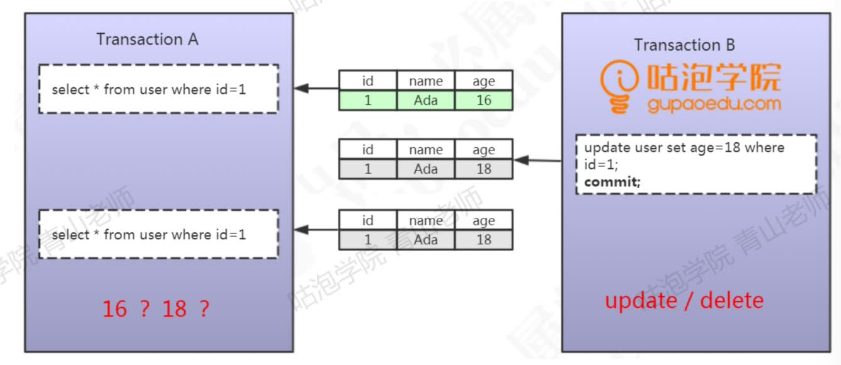 Transaction A
select * from user where id=1
select * from user where id=1
16 ? 18 ?
id name age
1 Ada 16
id name age
1 Ada 18
id name age
1 Ada 18
Transaction B
咕泡学院
gupaoedu.com
update user set age=18 where
id=1;
commit;
update / delete
咕泡学院 青山老师
咕泡学院 青山老师
学院 青山老师